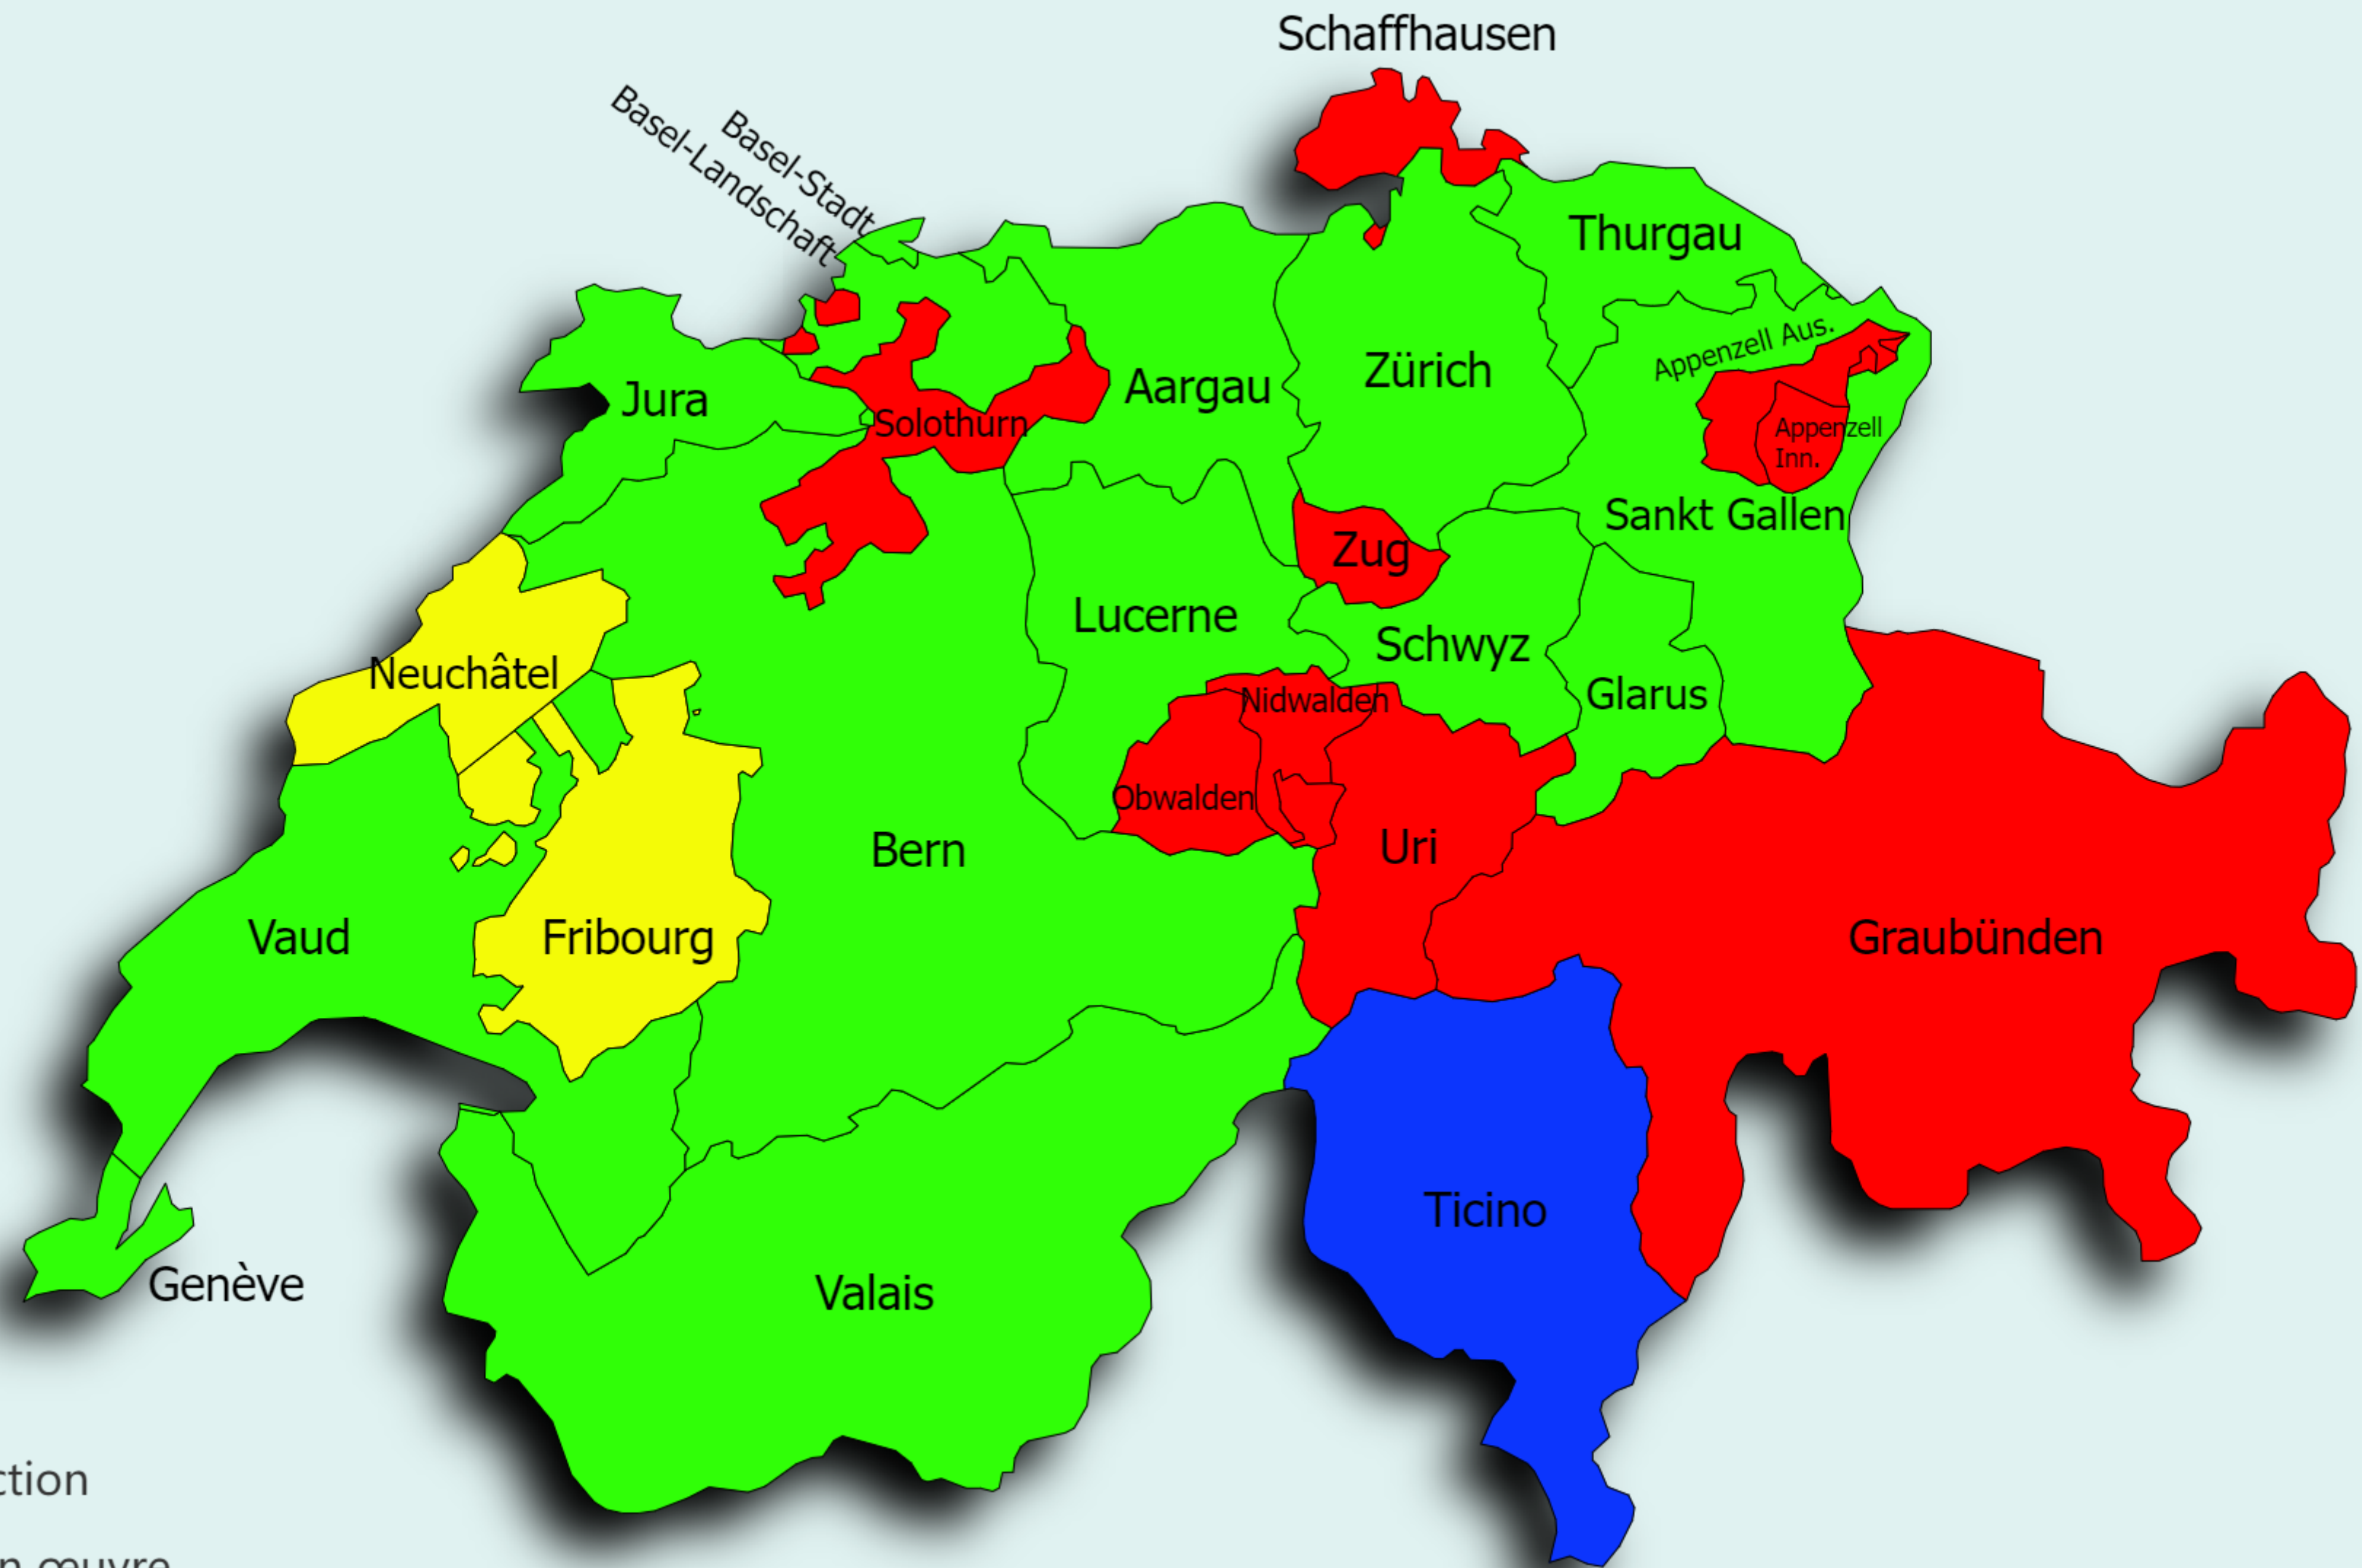 Schaffhausen
Basel-Stadt
Basel-Landschaft
Thurgau
Appenzell Aus.
Zürich
Aargau
Jura
Solothurn
Appenzell
Inn.
Sankt Gallen
Zug
Lucerne
Schwyz
Neuchâtel
Glarus
Nidwalden
Obwalden
Uri
Bern
Vaud
Fribourg
Graubünden
Ticino
Genève
Valais
ction
n œuvre